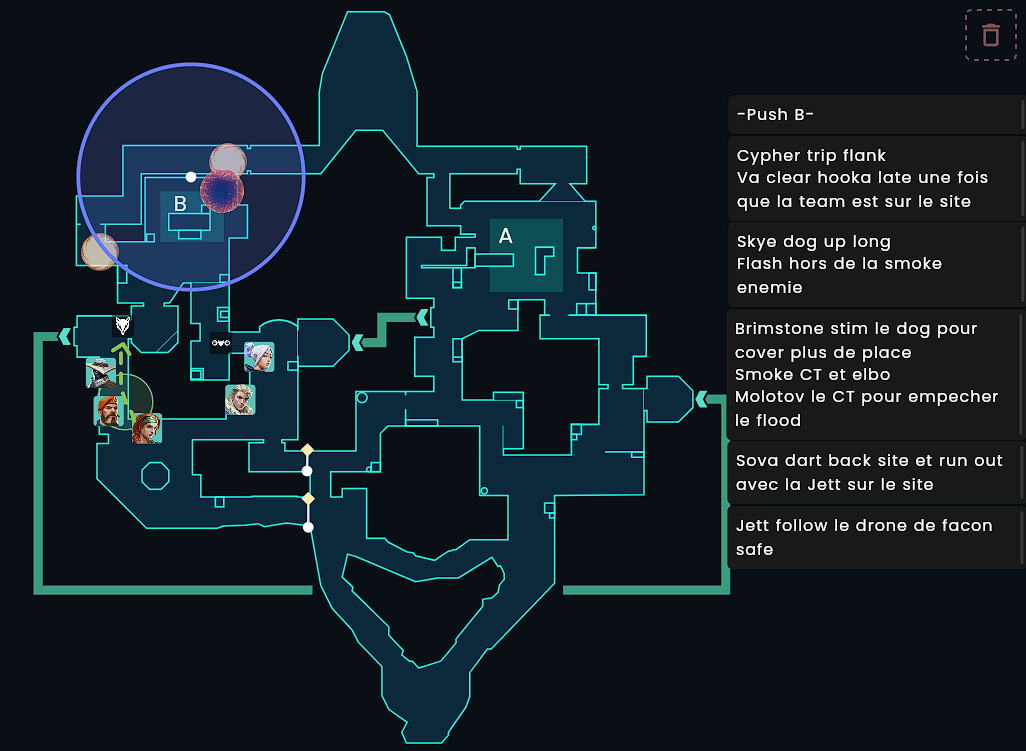 -Push B-
Cypher trip flank
Va clear hooka late une fois
que la team est sur le site
Skye dog up long
Flash hors de la smoke
enemie
Brimstone stim le dog pour
cover plus de place
Smoke CT et elbo
Molotov le CT pour empecher
le flood
Sova dart back site et run out
avec la Jett sur le site
Jett follow le drone de facon
safe
B
A